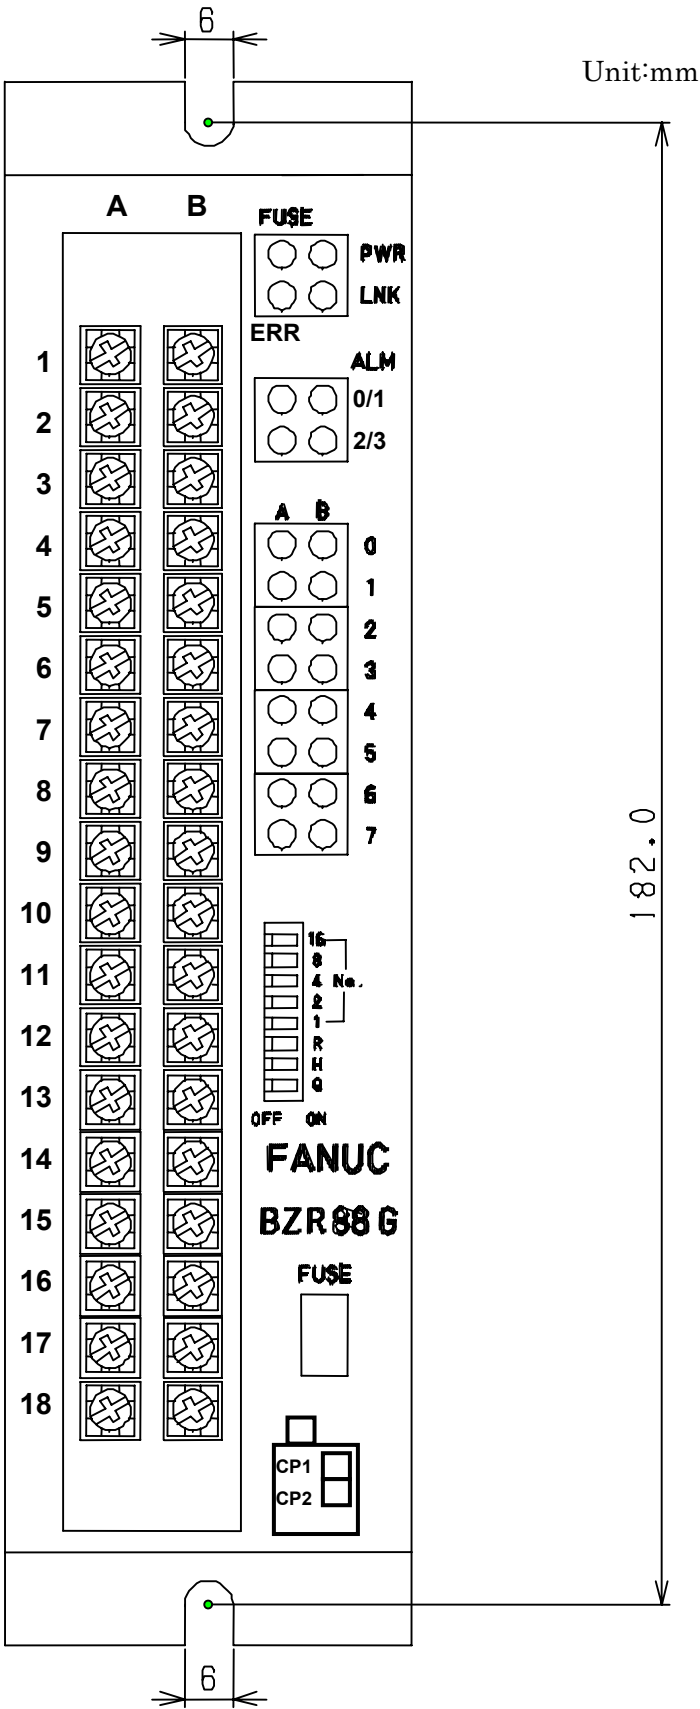 6
Unit:mm
A B
FUSE
PWR
LNK
ERR
ALM
0/1
2/3
A B
0
1
2
3
4
5
6
7
1
2
3
4
5
6
7
8
9
10
11
12
13
14
15
16
17
18
182.0
16
8
4 No.
2
1
R
H
Q
OFF ON
FANUC
BZR88G
FUSE
CP1
CP2
6